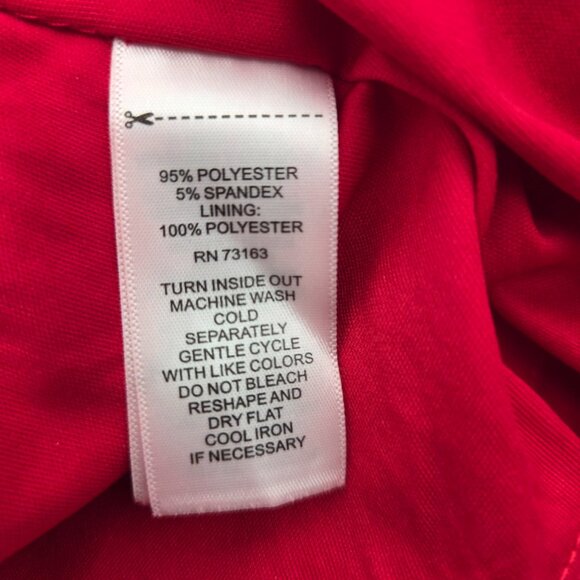 95% POLYESTER
5% SPANDEX
LINING:
100% POLYESTER
RN 73163
TURN INSIDE OUT
MACHINE WASH
COLD
SEPARATELY
GENTLE CYCLE
WITH LIKE COLORS
DO NOT BLEACH
RESHAPE AND
DRY FLAT
COOL IRON
IF NECESSARY